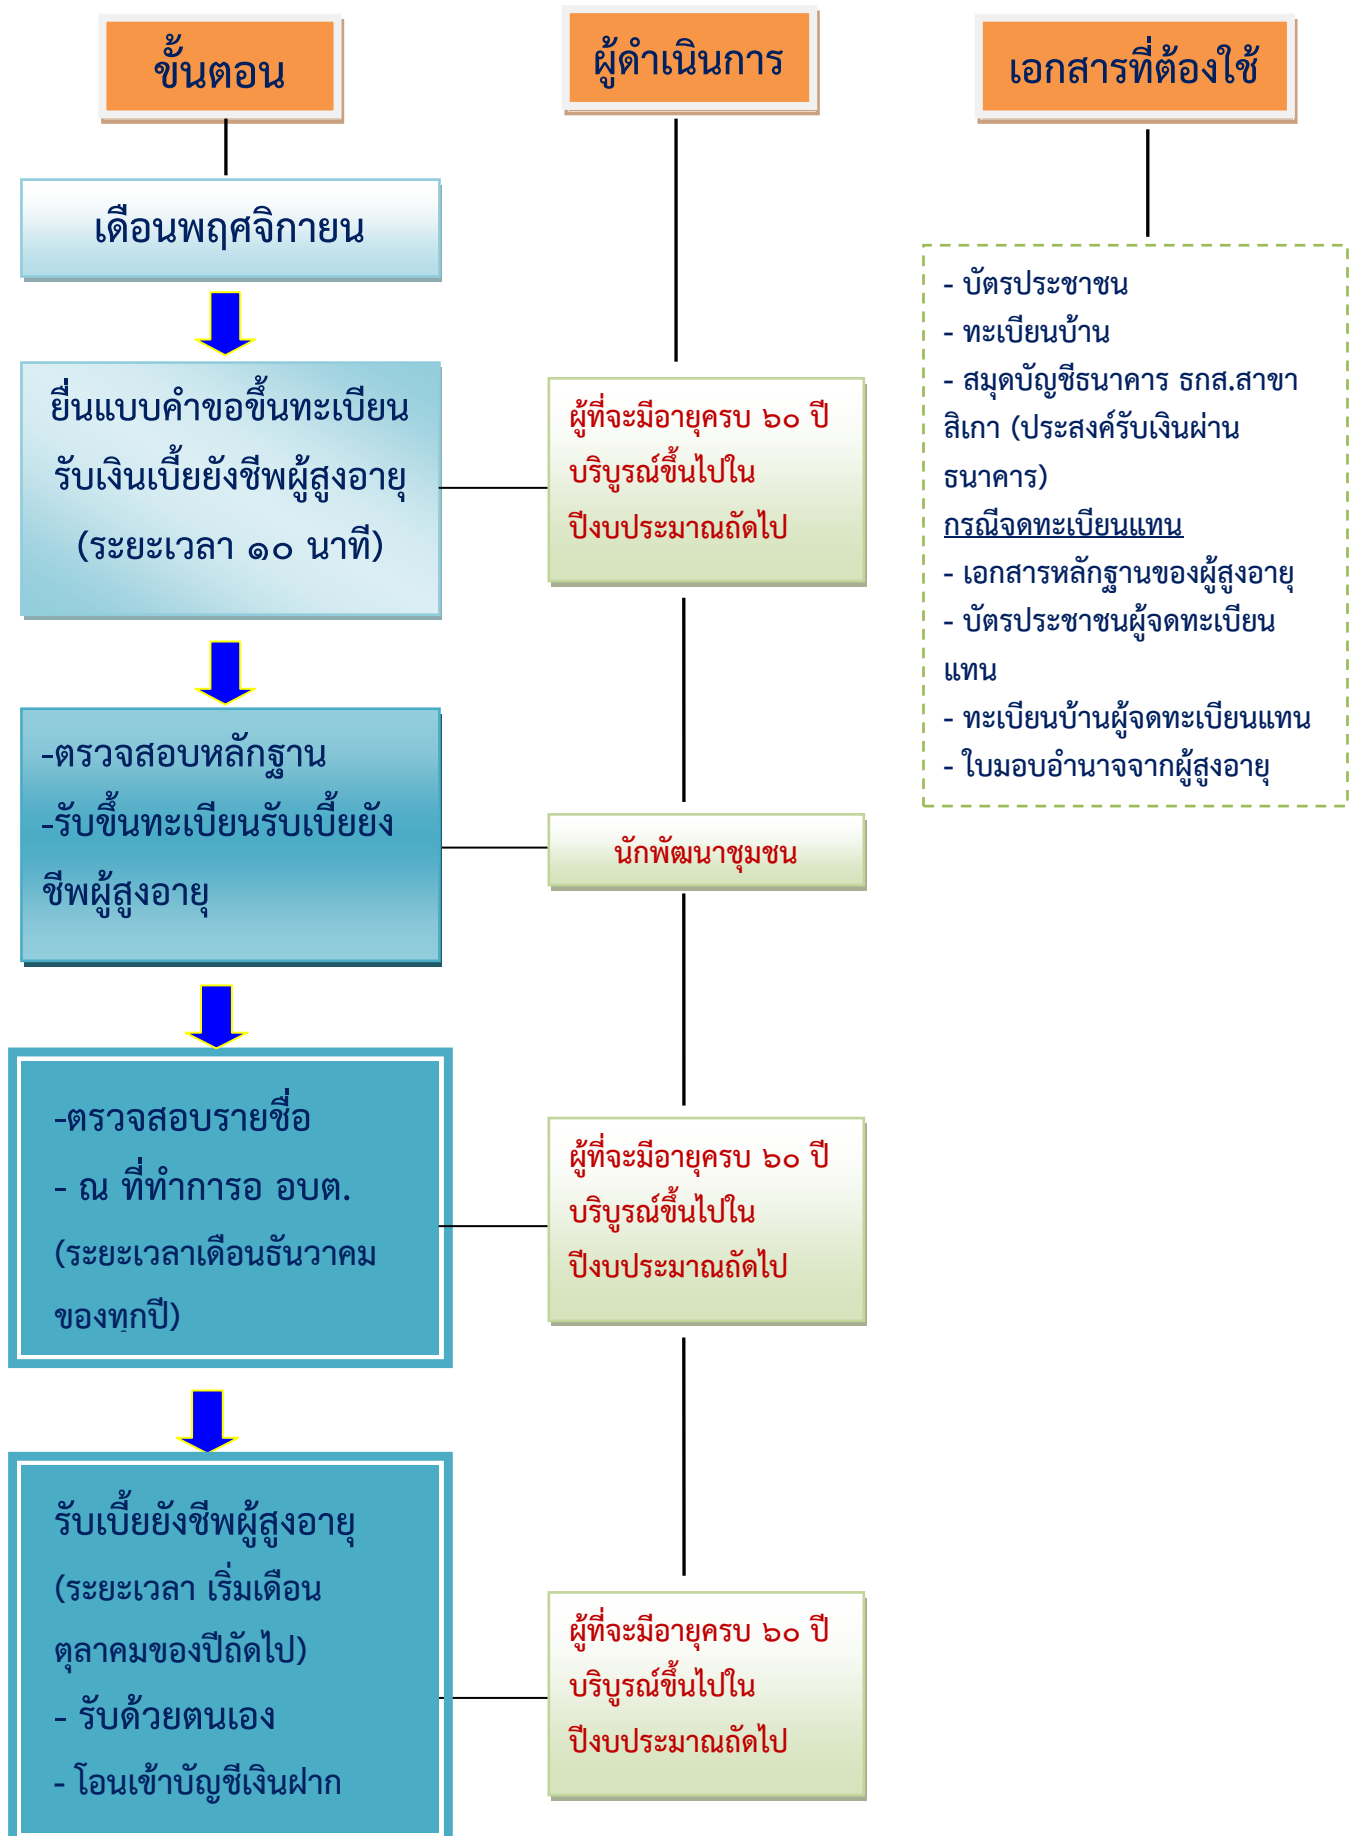 ขั้นตอน
ผู้ดำเนินการ
เอกสารที่ต้องใช้
เดือนพฤศจิกายน
ยื่นแบบคำขอขึ้นทะเบียน
รับเงินเบี้ยยังชีพผู้สูงอายุ
(ระยะเวลา ๑๐ นาที)
ผู้ที่จะมีอายุครบ ๖๐ ปี
บริบูรณ์ขึ้นไปใน
ปีงบประมาณถัดไป
- บัตรประชาชน
- ทะเบียนบ้าน
- สมุดบัญชีธนาคาร ธกส.สาขา
สิเกา (ประสงค์รับเงินผ่าน
ธนาคาร)
กรณีจดทะเบียนแทน
- เอกสารหลักฐานของผู้สูงอายุ
- บัตรประชาชนผู้จดทะเบียน
แทน
- ทะเบียนบ้านผู้จดทะเบียนแทน
- ใบมอบอำนาจจากผู้สูงอายุ
-ตรวจสอบหลักฐาน
-รับขึ้นทะเบียนรับเบี้ยยัง
ชีพผู้สูงอายุ
นักพัฒนาชุมชน
-ตรวจสอบรายชื่อ
- ณ ที่ทำการอ อบต.
(ระยะเวลาเดือนธันวาคม
ของทุกปี)
ผู้ที่จะมีอายุครบ ๖๐ ปี
บริบูรณ์ขึ้นไปใน
ปีงบประมาณถัดไป
รับเบี้ยยังชีพผู้สูงอายุ
(ระยะเวลา เริ่มเดือน
ตุลาคมของปีถัดไป)
- รับด้วยตนเอง
- โอนเข้าบัญชีเงินฝาก
ผู้ที่จะมีอายุครบ ๖๐ ปี
บริบูรณ์ขึ้นไปใน
ปีงบประมาณถัดไป